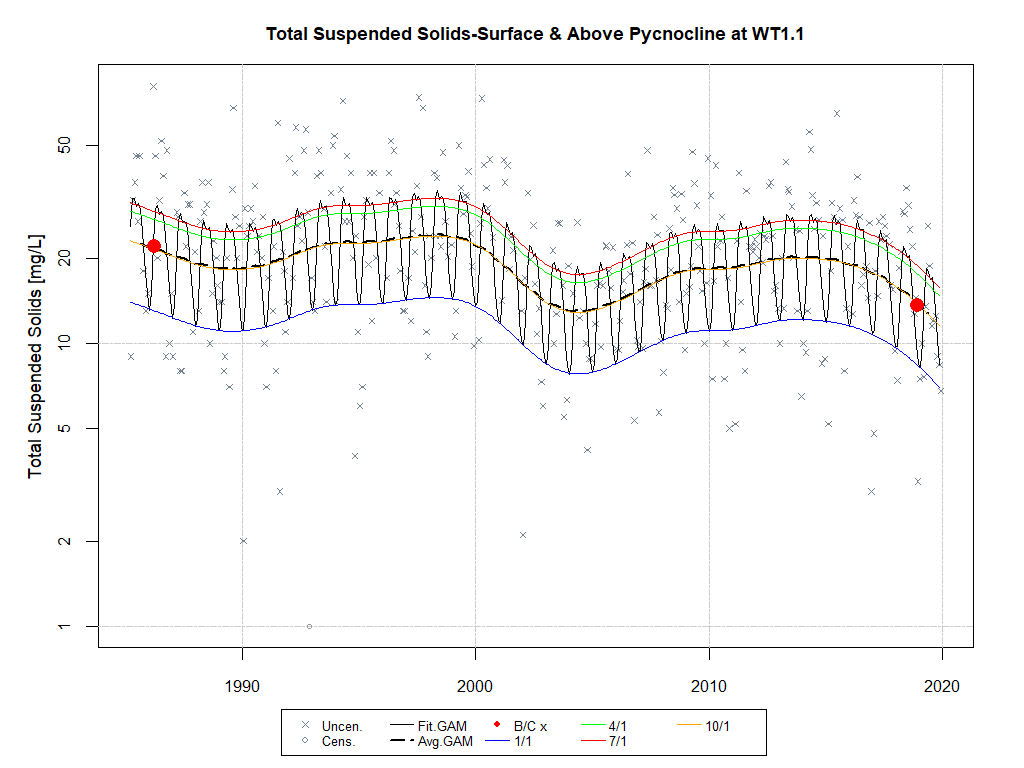 Total Suspended Solids-Surface & Above Pycnocline at WT1.1
Total Suspended Solids [mg/L]
50
20
10
5
2
1
1990 2000 2010 2020
Uncen. Fit.GAM B/C x 4/1 10/1
Cens. Avg.GAM 1/1 7/1